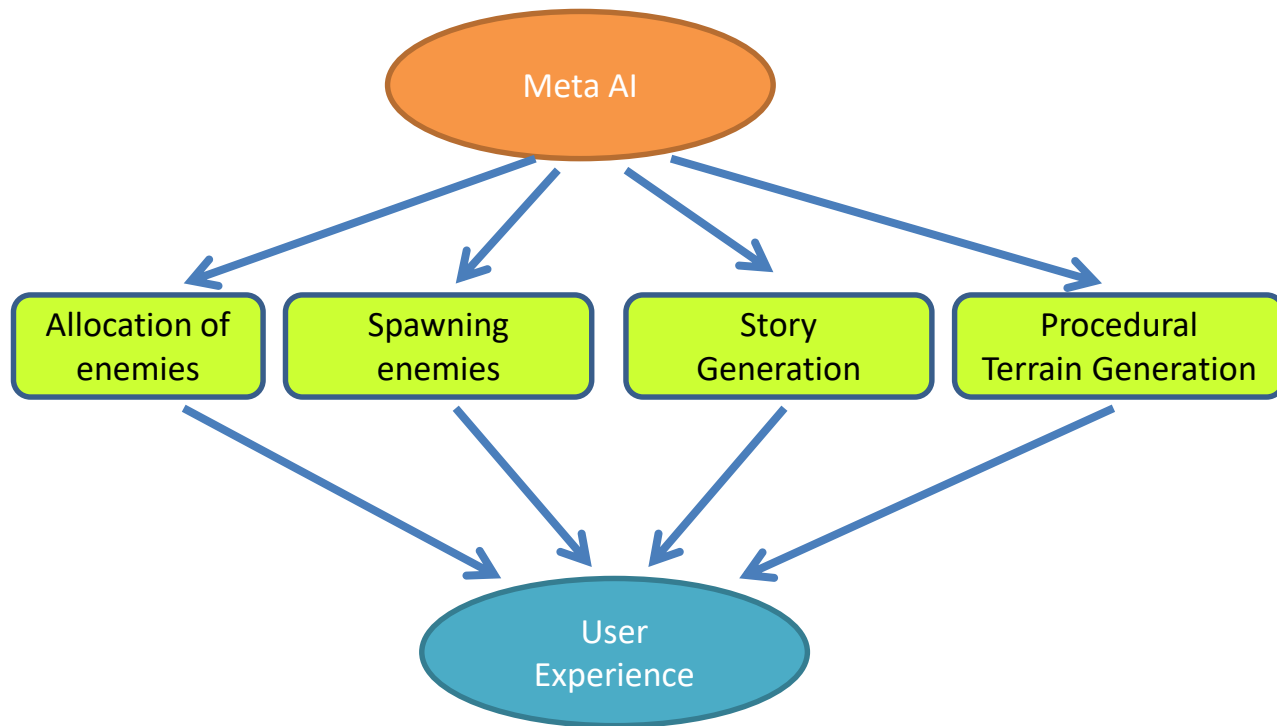 Meta AI
Allocation of
enemies
Spawning
enemies
Story
Generation
Procedural
Terrain Generation
User
Experience